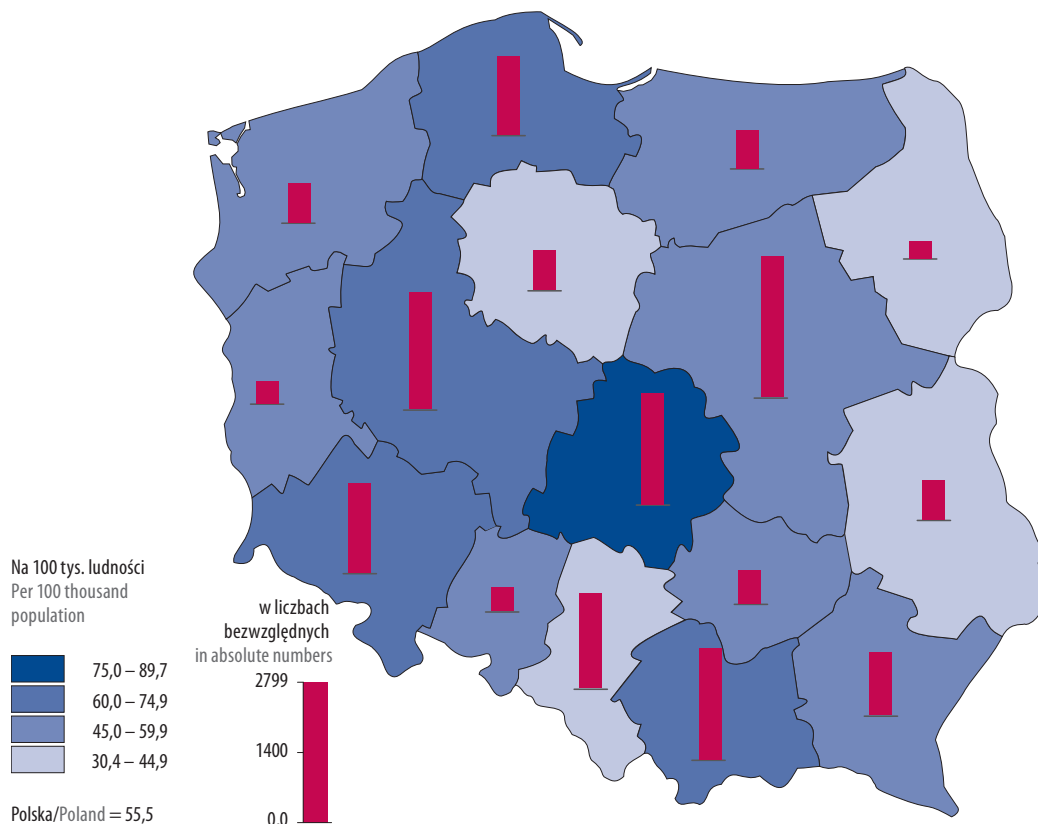 Na 100 tys. ludności
Per 100 thousand
population
75,0 – 89,7
60,0 – 74,9
45,0 – 59,9
30,4 – 44,9
Polska/Poland = 55,5
w liczbach
bezwzględnych
in absolute numbers
2799
1400
0,0